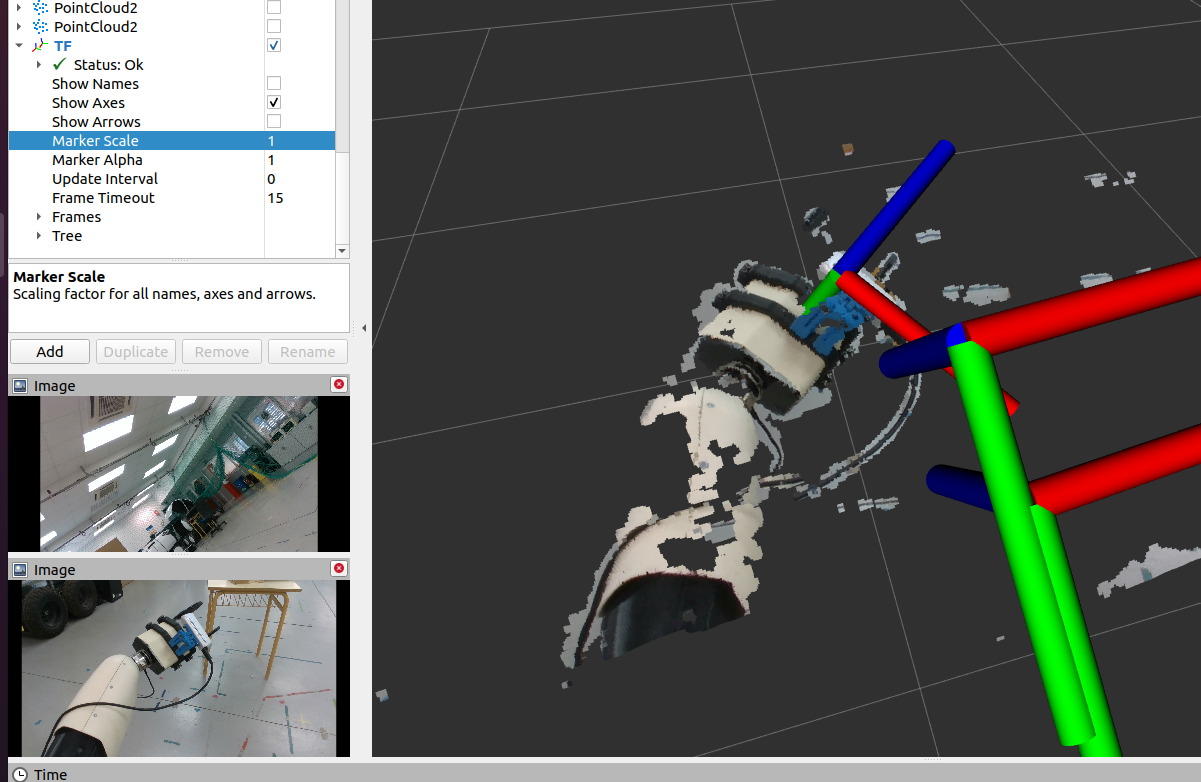 PointCloud2
PointCloud2
TF
Status: Ok
Show Names
Show Axes
Show Arrows
Marker Scale 1
Marker Alpha 1
Update Interval 0
Frame Timeout 15
Frames
Tree
Marker Scale
Scaling factor for all names, axes and arrows.
Add Duplicate Remove Rename
Image
Image
Time